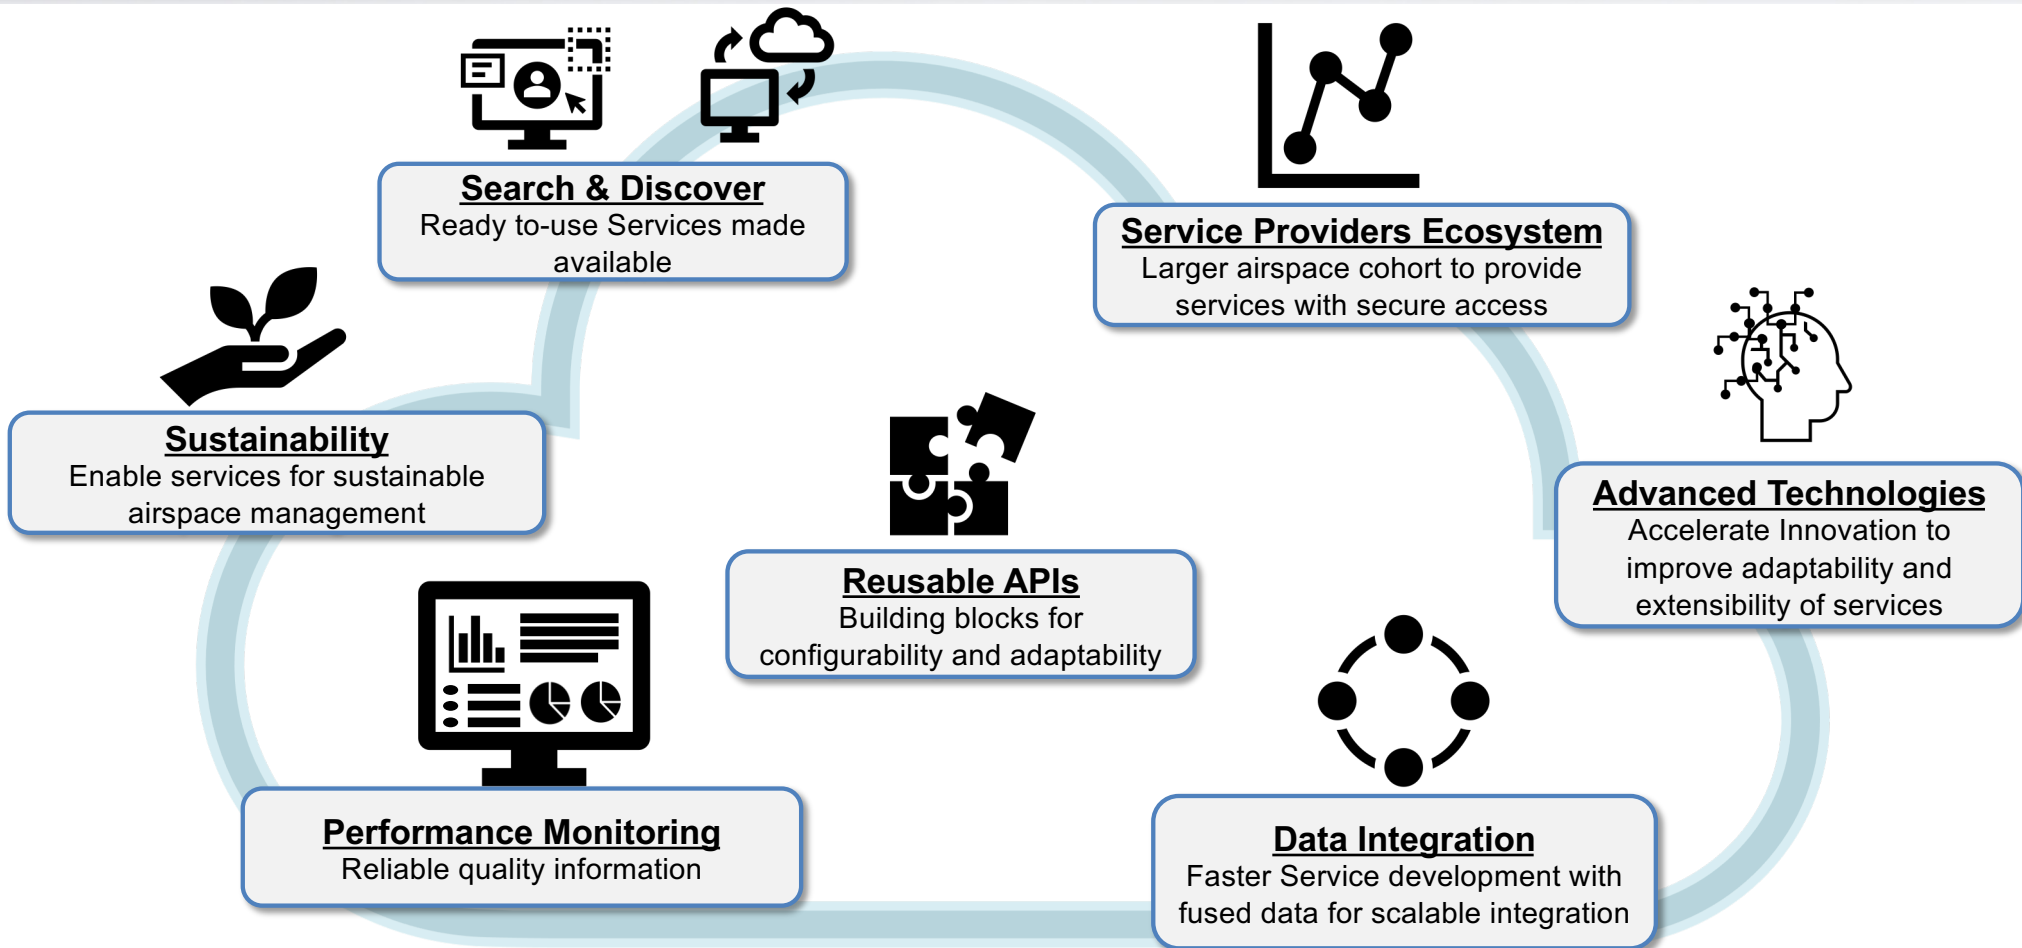 Search & Discover
Ready to-use Services made
available
Service Providers Ecosystem
Larger airspace cohort to provide
services with secure access
Sustainability
Enable services for sustainable
airspace management
Advanced Technologies
Accelerate Innovation to
improve adaptability and
extensibility of services
Reusable APIs
Building blocks for
configurability and adaptability
Performance Monitoring
Reliable quality information
Data Integration
Faster Service development with
fused data for scalable integration